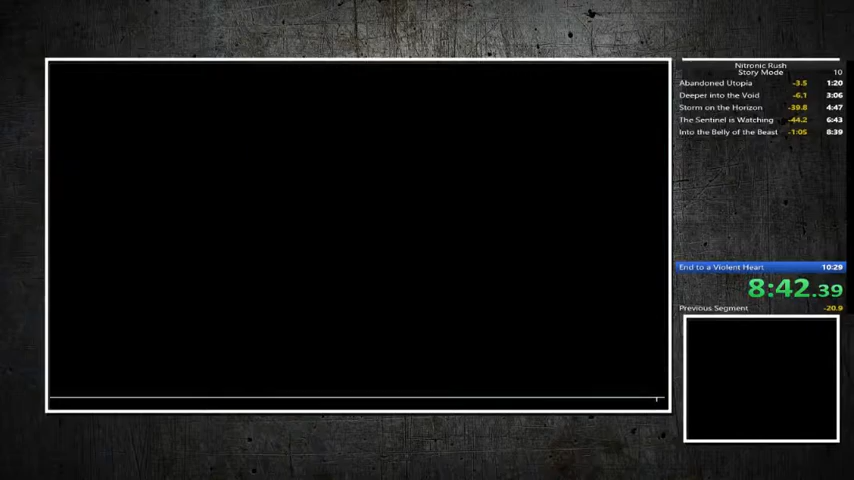 Nitronic Rush
Story Mode 10
Abandoned Utopia -3.5 1:20
Deeper into the Void -6.1 3:06
Storm on the Horizon -39.8 4:47
The Sentinel is Watching -44.2 6:43
Into the Belly of the Beast -1:05 8:39
End to a Violent Heart 10:29
8:42.39
Previous Segment -20.9